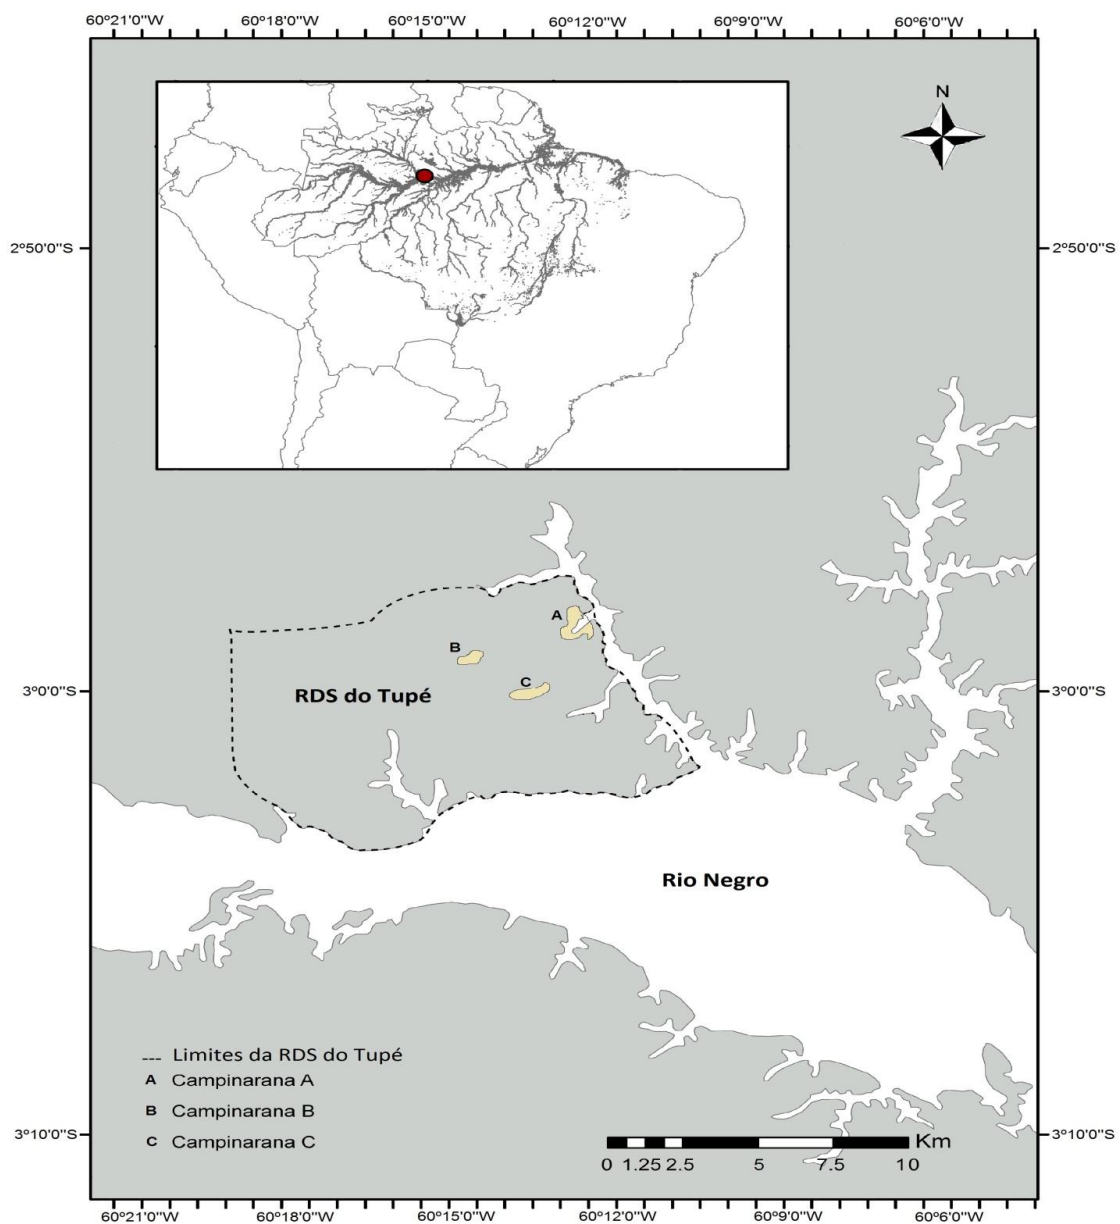 60°21'0"W 60°18'0"W 60°15'0"W 60°12'0"W 60°9'0"W 60°6'0"W
N
2°50'0"S 2°50'0"S
A
B
C
RDS do Tupé
3°0'0"S 3°0'0"S
Rio Negro
Limites da RDS do Tupé
A Campinarana A
B Campinarana B
C Campinarana C
3°10'0"S 3°10'0"S
Km
0 1.25 2.5 5 7.5 10
60°21'0"W 60°18'0"W 60°15'0"W 60°12'0"W 60°9'0"W 60°6'0"W